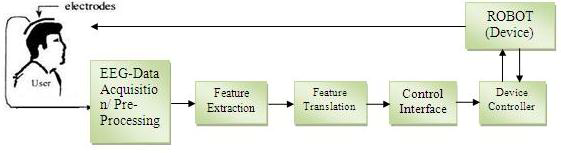 electrodes
User
EEG-Data
Acquisitio
n/ Pre-
Processing
Feature
Extraction
Feature
Translation
Control
Interface
Device
Controller
ROBOT
(Device)